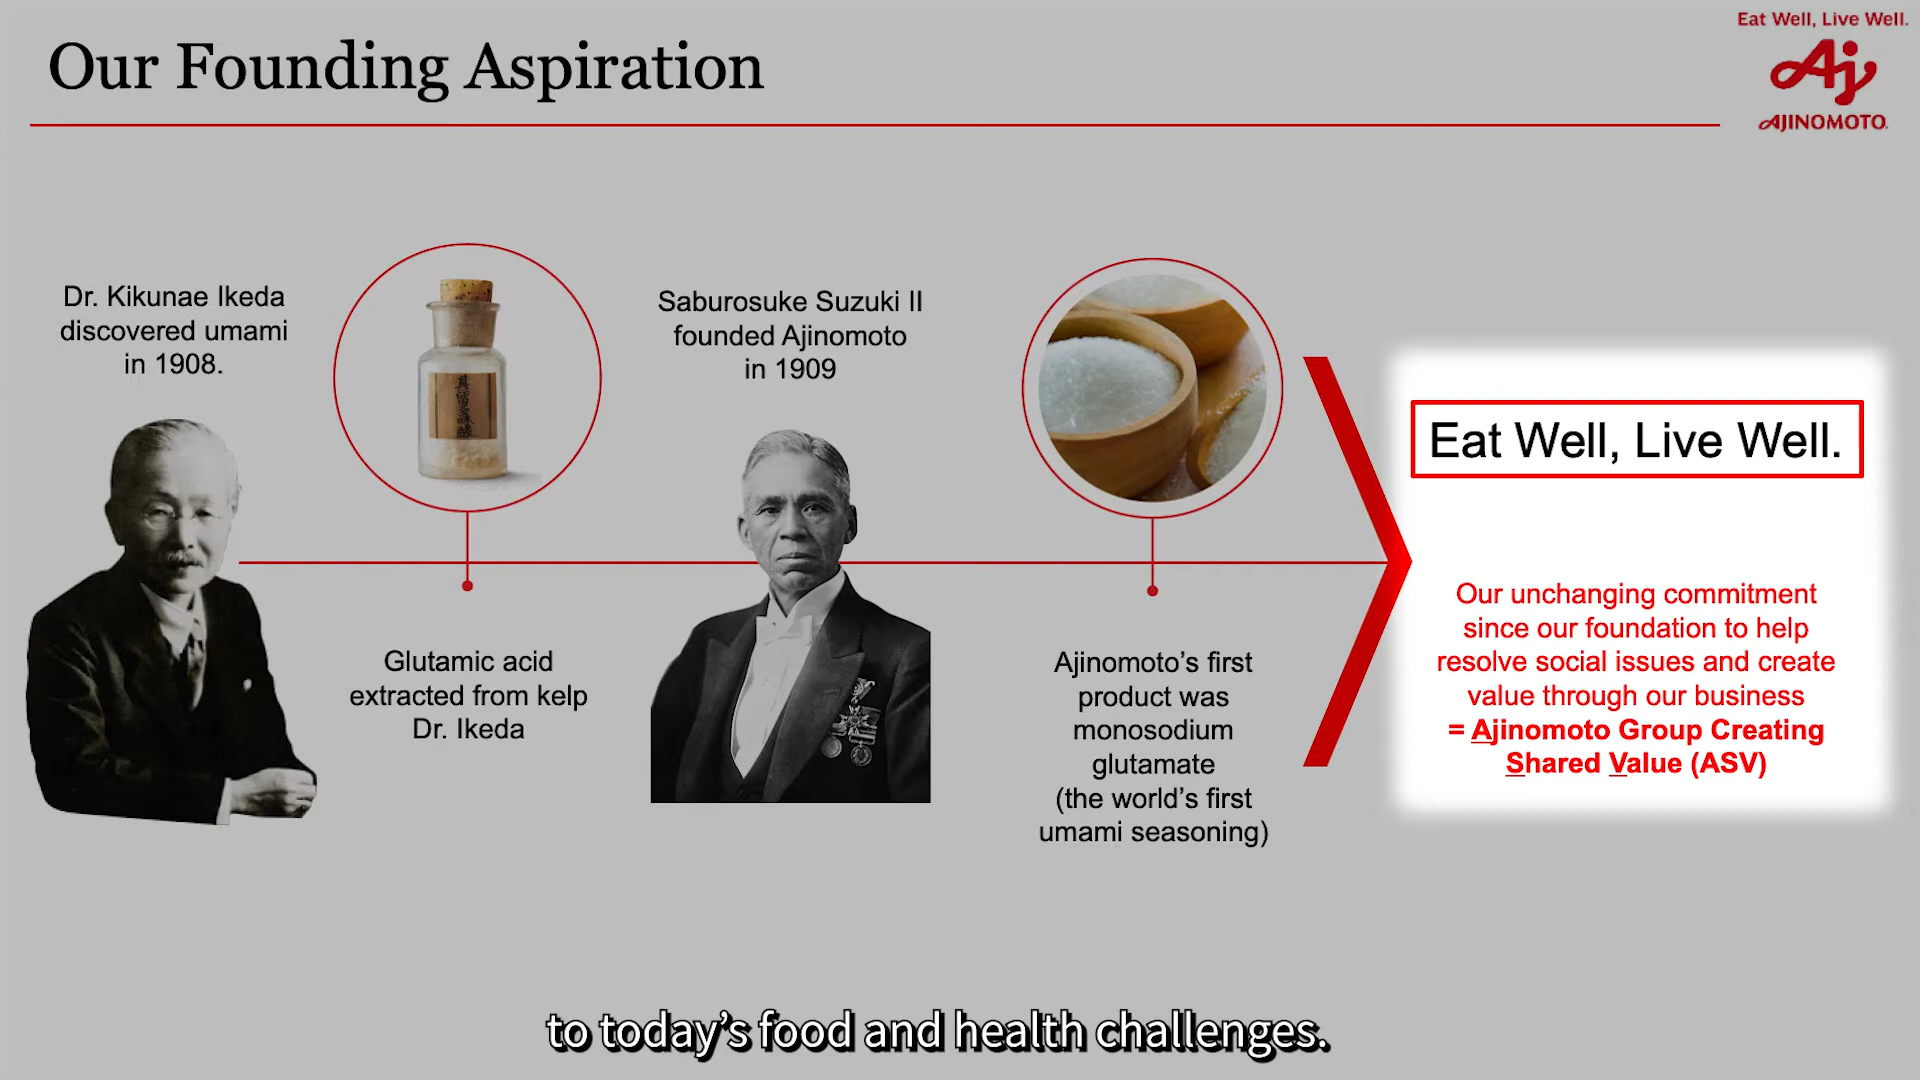 Our Founding Aspiration
Eat Well, Live Well.
Aj
AJINOMOTO
Dr. Kikunae Ikeda
discovered umami
in 1908.
Saburosuke Suzuki II
founded Ajinomoto
in 1909
Glutamic acid
extracted from kelp
Dr. Ikeda
Ajinomoto’s first
product was
monosodium
glutamate
(the world’s first
umami seasoning)
Eat Well, Live Well.
Our unchanging commitment
since our foundation to help
resolve social issues and create
value through our business
= Ajinomoto Group Creating
Shared Value (ASV)
to today’s food and health challenges.